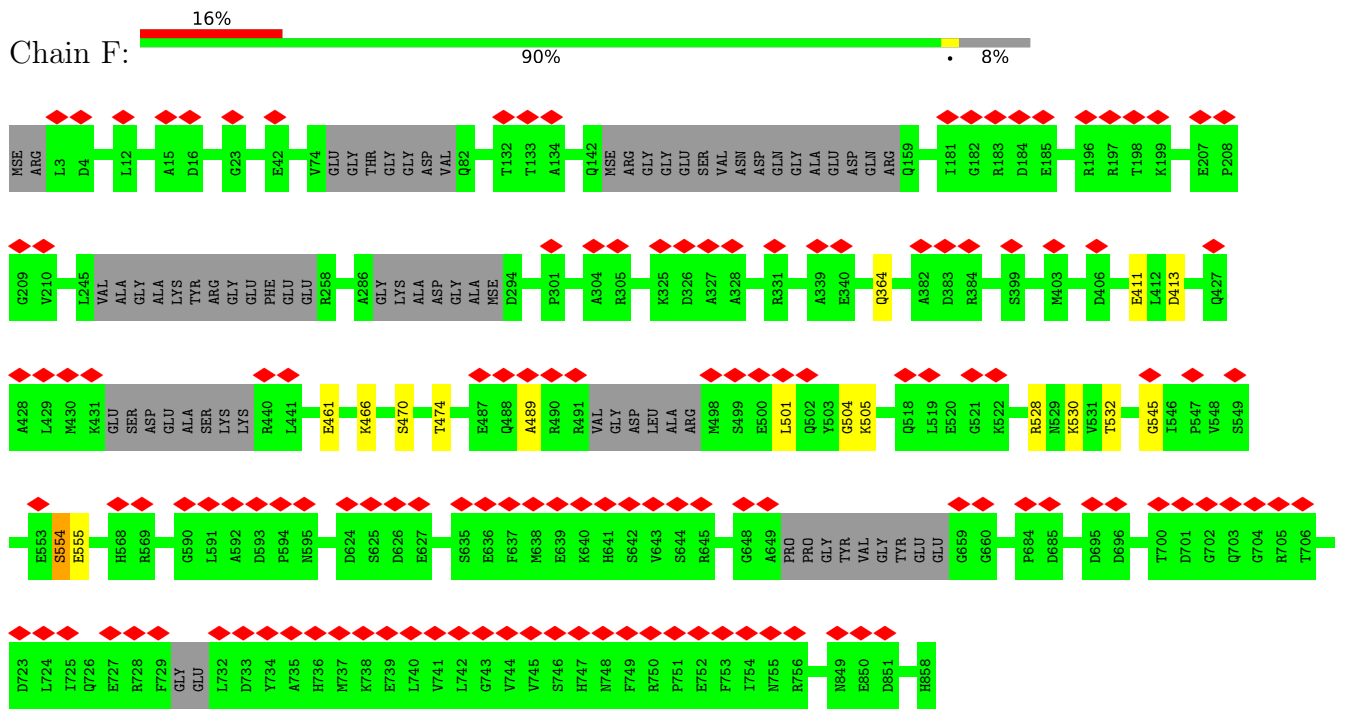 16%
Chain F:
90% • 8%
MSE ARG L3 D4 L12 A15 D16 G23 E42 V74 GLU GLY THR GLY GLY ASP VAL Q82 T132 T133 A134 Q142 MSE ARG GLY GLY GLU SER VAL ASN ASP GLN GLY ALA GLU ASP GLN ARG Q159 I181 G182 R183 D184 E185 R196 R197 T198 K199 E207 P208
G209 V210 L245 VAL ALA GLY ALA LYS TYR ARG GLY GLU PHE GLU GLU R258 A286 GLY LYS ALA ASP GLY ALA MSE D294 P301 A304 R305 K325 D326 A327 A328 R331 A339 E340 Q364 A382 D383 R384 S399 M403 D406 E411 L412 D413 Q427
A428 L429 M430 K431 GLU SER ASP GLU ALA SER LYS LYS R440 L441 E461 K466 S470 T474 E487 Q488 A489 R490 R491 VAL GLY ASP LEU ALA ARG M498 S499 E500 L501 Q502 Y503 G504 K505 Q518 L519 E520 G521 K522 R528 N529 K530 V531 T532 G545 I546 P547 V548 S549
E553 S554 E555 H568 R569 G590 L591 A592 D593 P594 N595 D624 S625 D626 E627 S635 E636 F637 M638 E639 K640 H641 S642 V643 S644 R645 G648 A649 PRO PRO GLY TYR VAL GLY TYR GLU GLU G659 G660 P684 D685 D695 D696 T700 D701 G702 Q703 G704 R705 T706
D723 L724 I725 Q726 E727 R728 F729 GLY GLU L732 D733 Y734 A735 H736 M737 K738 E739 L740 V741 L742 G743 V744 V745 S746 H747 N748 F749 R750 P751 E752 F753 I754 N755 R756 N849 E850 D851 H858